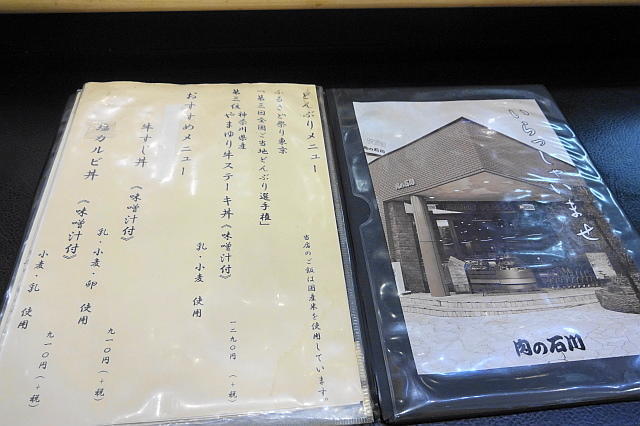 どんぶりメニュー
当店のご飯は国産米を使用しています。
ふるさと祭り東京
「第三回全国ご当地どんぶり選手権」
第三位 神奈川県産
やまゆり牛ステーキ丼《味噌汁付》
乳・小麦 使用
一二九〇円（＋税）
おすすめメニュー
牛すし丼 《味噌汁付》
乳・小麦・卵 使用
九一〇円（＋税）
塩カルビ丼 《味噌汁付》
小麦・乳 使用
九一〇円（＋税）
いらっしゃいませ
肉の石川
肉の石川